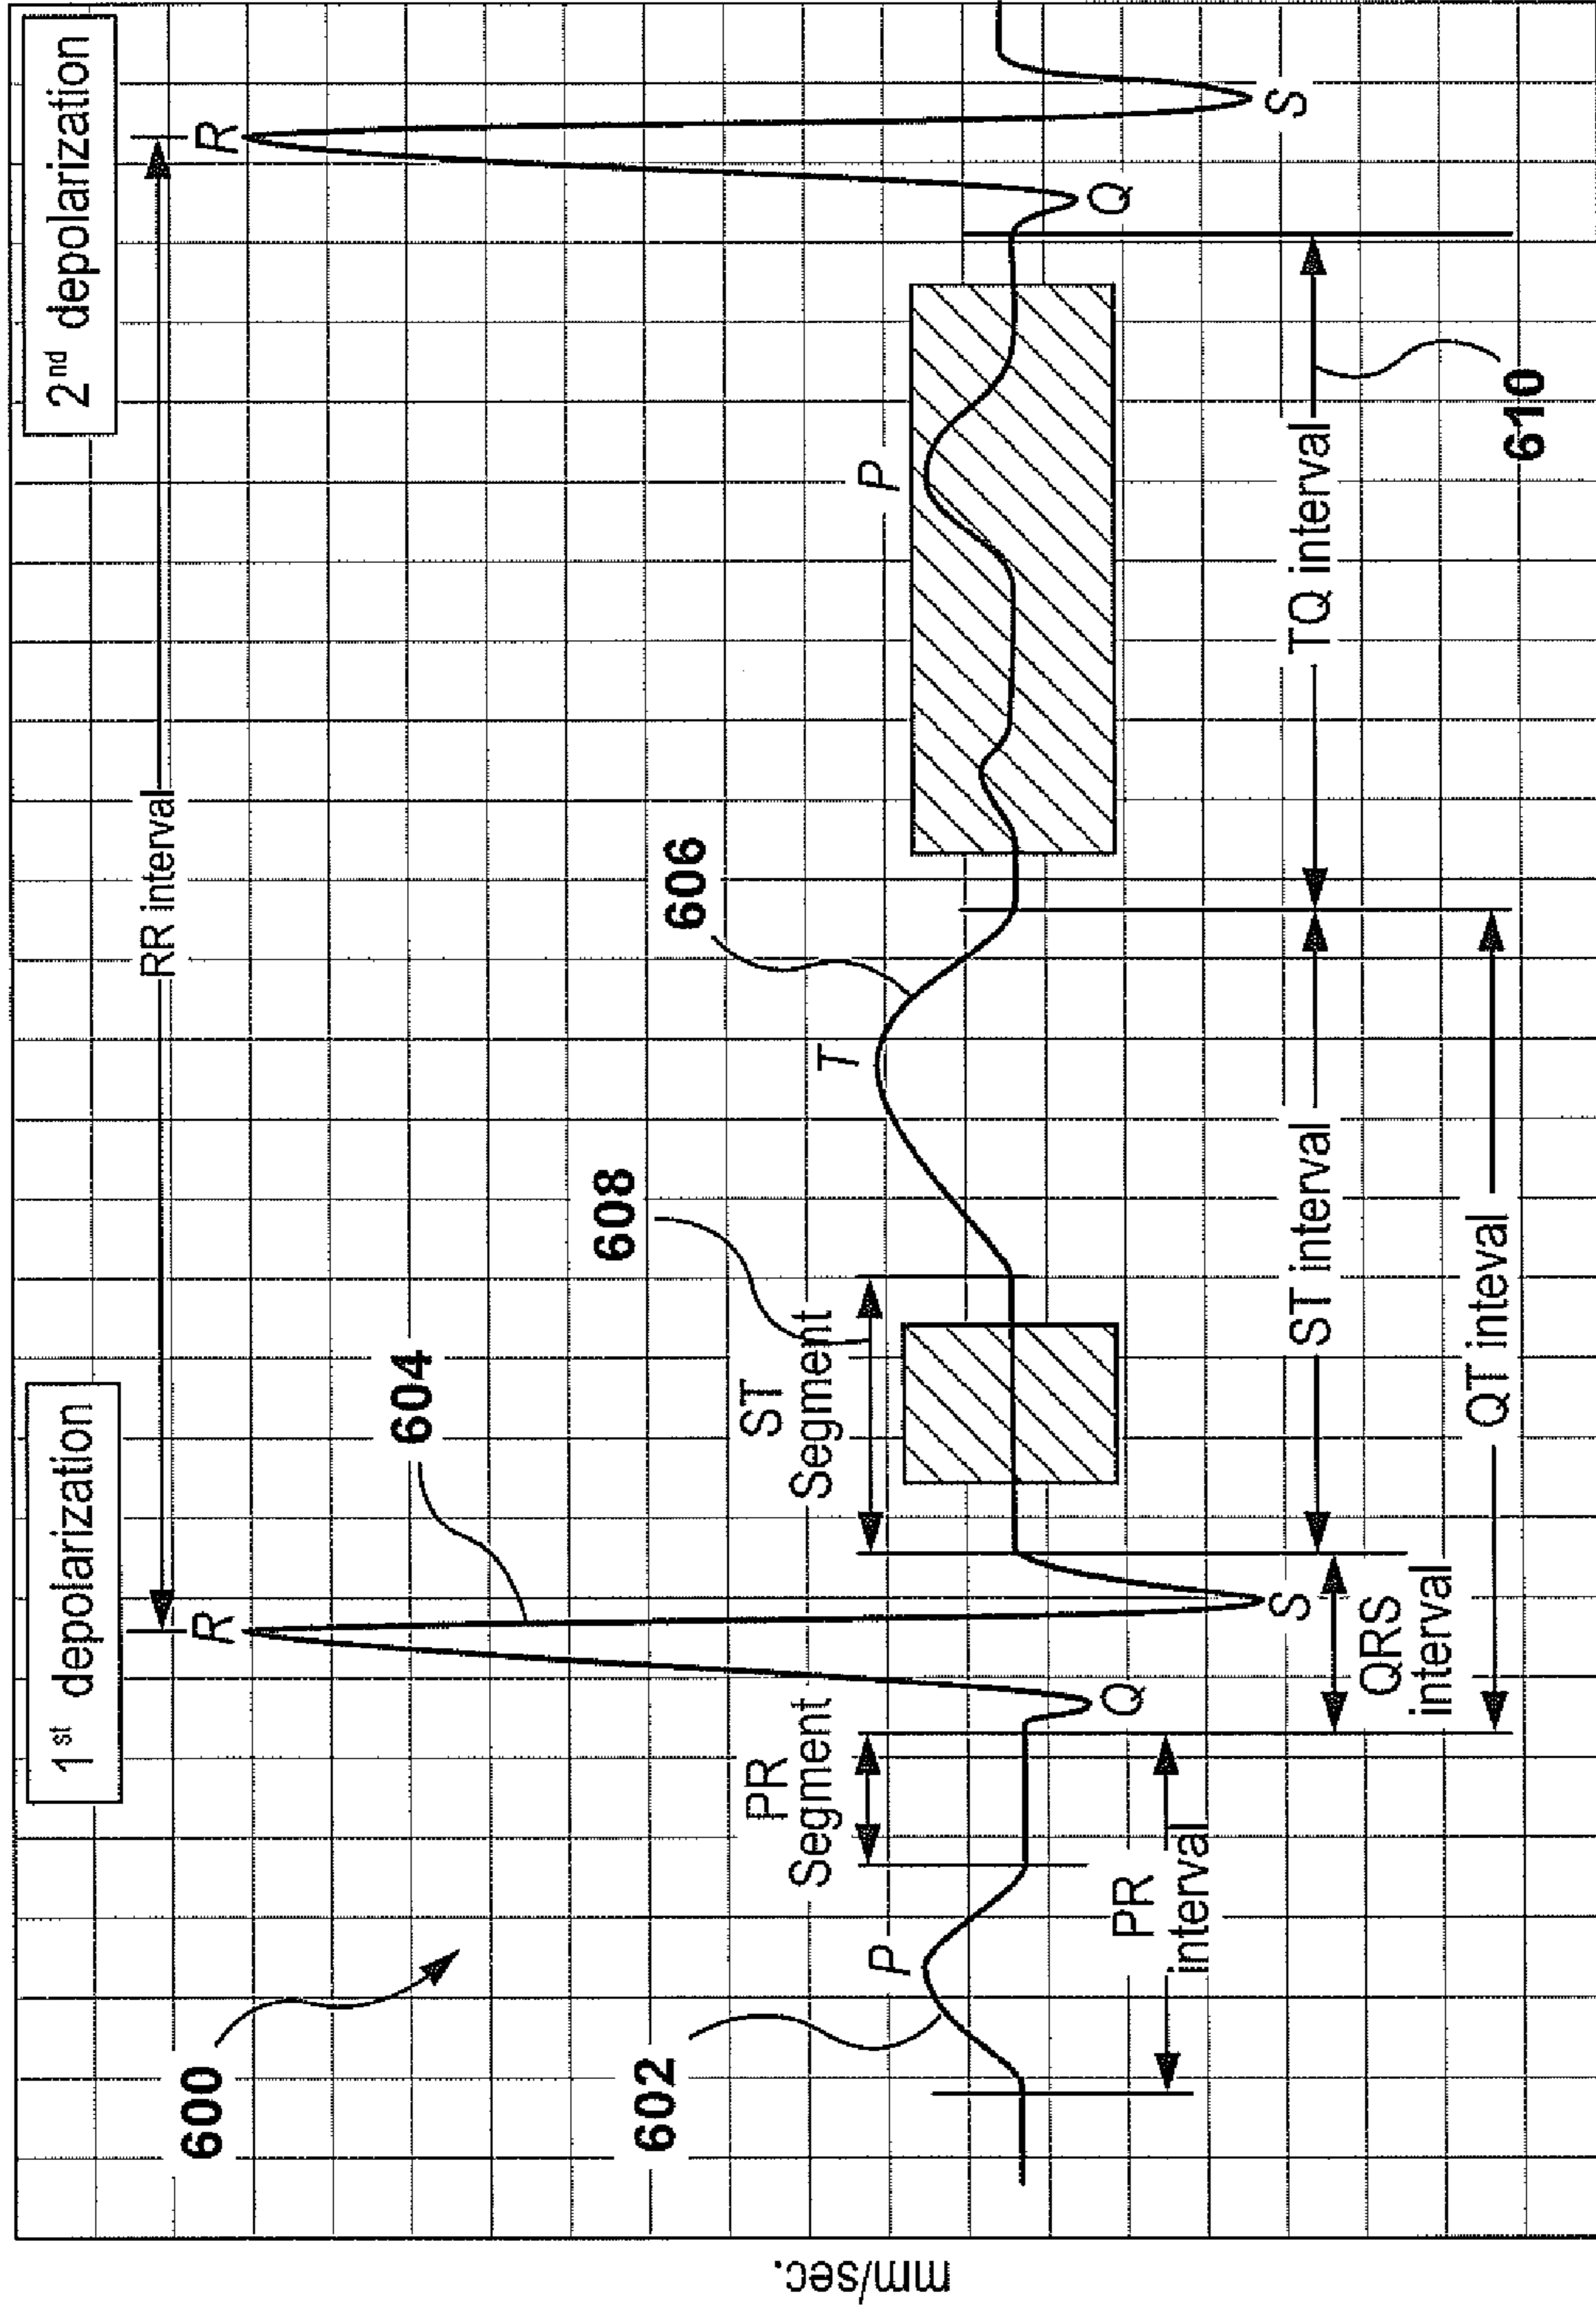 1st depolarization
2nd depolarization
RR interval
R
R
600
604
608
606
602
PR
Segment
ST
Segment
P
T
P
Q
S
Q
S
PR
interval
QRS
interval
ST interval
TQ interval
QT inteval
610
mm/sec.